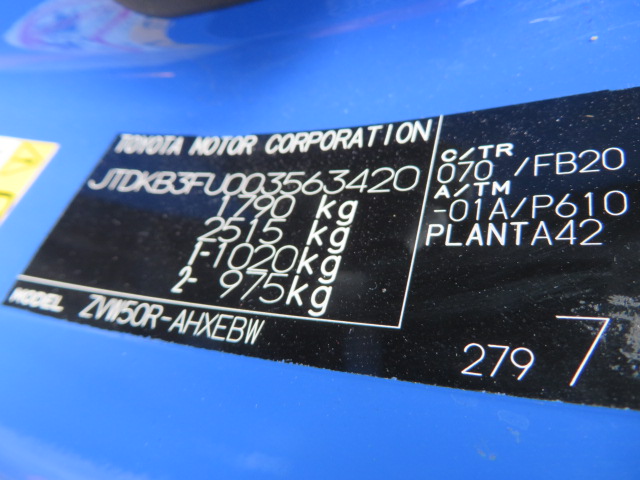 TOYOTA MOTOR CORPORATION
JTDKB3FU003563420
1790 kg
2515 kg
1-1020kg
2- 975kg
MODEL ZVW50R-AHXEBW
C/TR
070 /FB20
A/TM
-01A/P610
PLANTA42
279 7